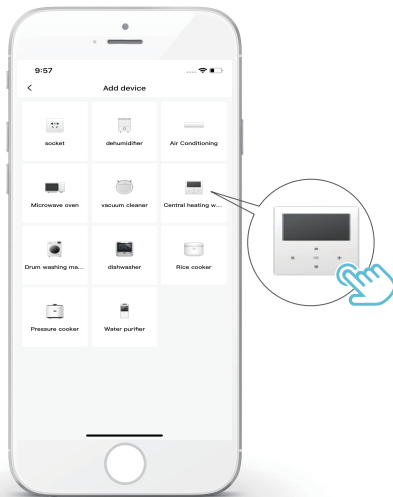 9:57
Add device
socket
dehumidifier
Air Conditioning
Microwave oven
vacuum cleaner
Central heating w...
Drum washing ma...
dishwasher
Rice cooker
Pressure cooker
Water purifier